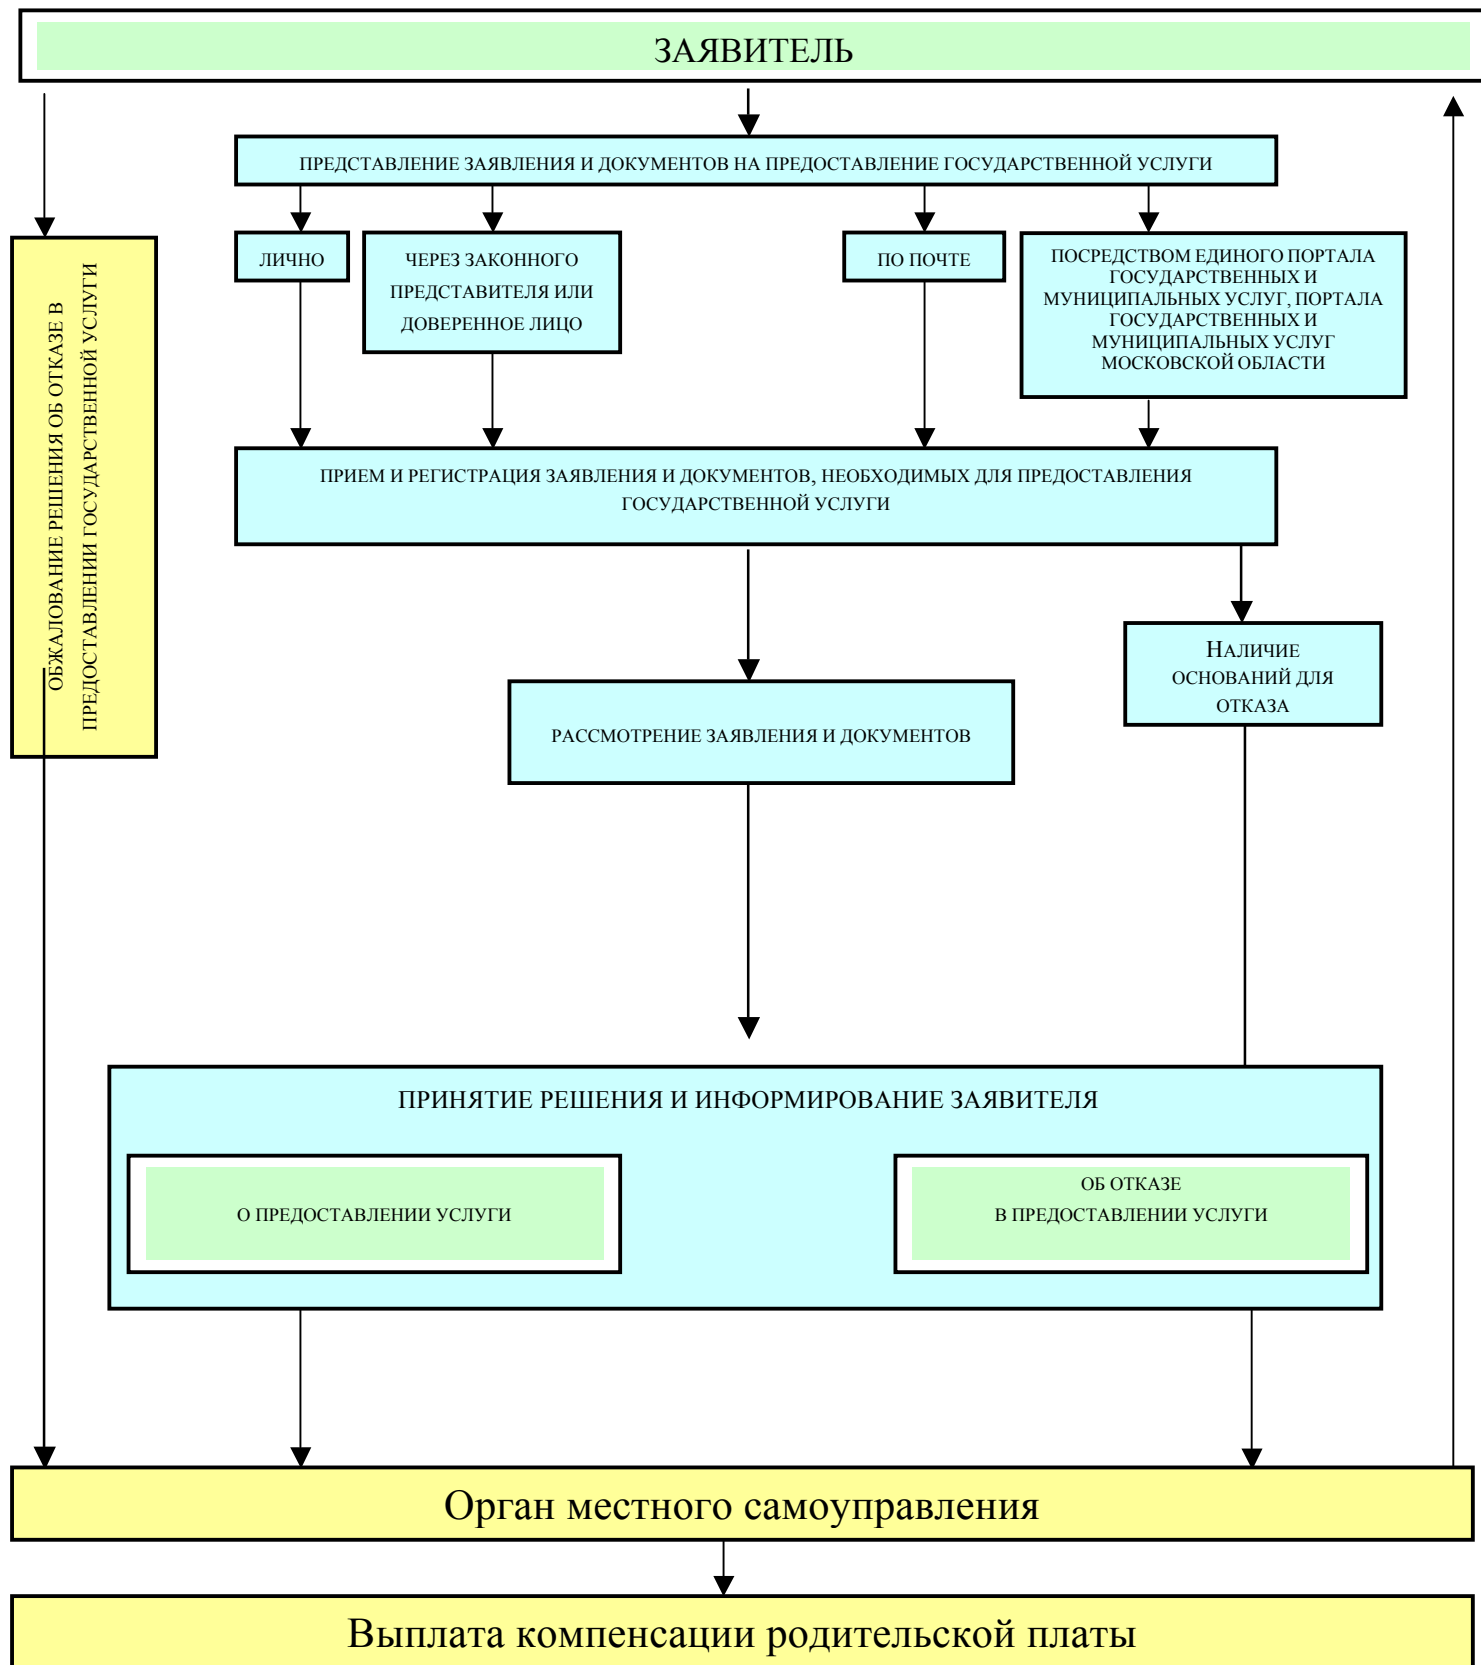 ЗАЯВИТЕЛЬ
ПРЕДСТАВЛЕНИЕ ЗАЯВЛЕНИЯ И ДОКУМЕНТОВ НА ПРЕДОСТАВЛЕНИЕ ГОСУДАРСТВЕННОЙ УСЛУГИ
ЛИЧНО
ЧЕРЕЗ ЗАКОННОГО
ПРЕДСТАВИТЕЛЯ ИЛИ
ДОВЕРЕННОЕ ЛИЦО
ПО ПОЧТЕ
ПОСРЕДСТВОМ ЕДИНОГО ПОРТАЛА
ГОСУДАРСТВЕННЫХ И
МУНИЦИПАЛЬНЫХ УСЛУГ, ПОРТАЛА
ГОСУДАРСТВЕННЫХ И
МУНИЦИПАЛЬНЫХ УСЛУГ
МОСКОВСКОЙ ОБЛАСТИ
ОБЖАЛОВАНИЕ РЕШЕНИЯ ОБ ОТКАЗЕ В
ПРЕДОСТАВЛЕНИИ ГОСУДАРСТВЕННОЙ УСЛУГИ
ПРИЕМ И РЕГИСТРАЦИЯ ЗАЯВЛЕНИЯ И ДОКУМЕНТОВ, НЕОБХОДИМЫХ ДЛЯ ПРЕДОСТАВЛЕНИЯ
ГОСУДАРСТВЕННОЙ УСЛУГИ
НАЛИЧИЕ
ОСНОВАНИЙ ДЛЯ
ОТКАЗА
РАССМОТРЕНИЕ ЗАЯВЛЕНИЯ И ДОКУМЕНТОВ
ПРИНЯТИЕ РЕШЕНИЯ И ИНФОРМИРОВАНИЕ ЗАЯВИТЕЛЯ
О ПРЕДОСТАВЛЕНИИ УСЛУГИ
ОБ ОТКАЗЕ
В ПРЕДОСТАВЛЕНИИ УСЛУГИ
Орган местного самоуправления
Выплата компенсации родительской платы